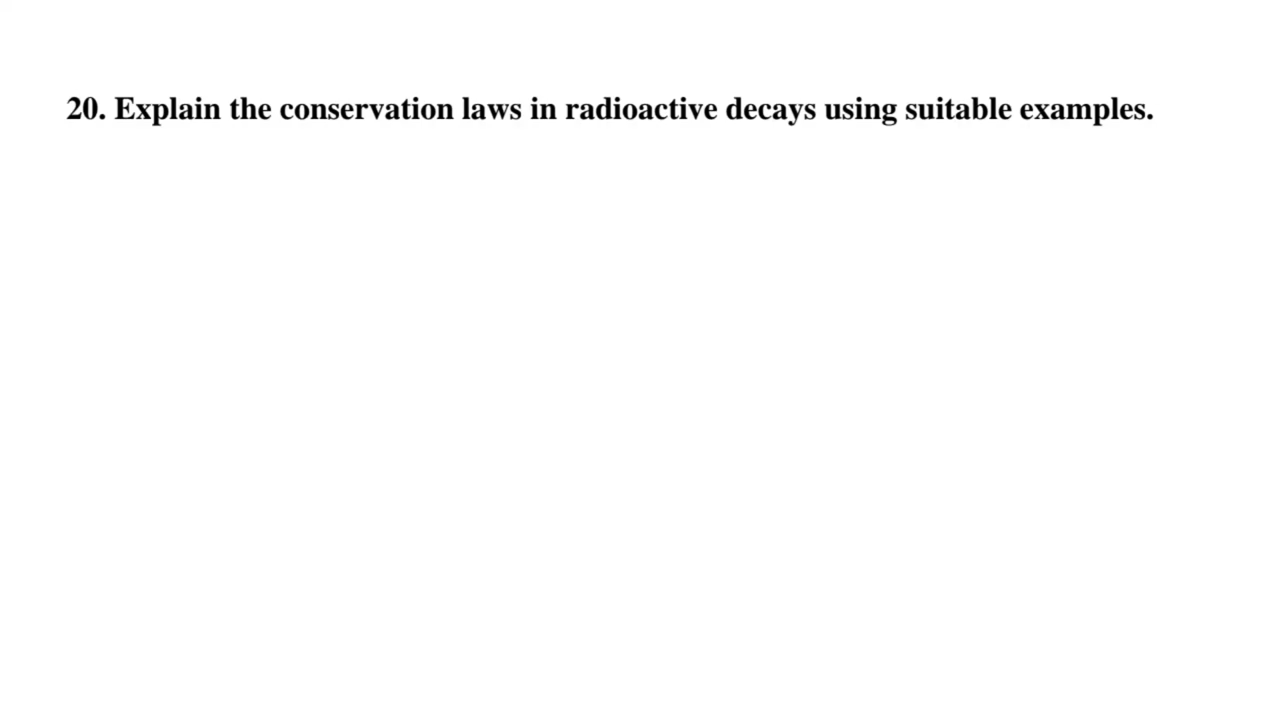 20. Explain the conservation laws in radioactive decays using suitable examples.